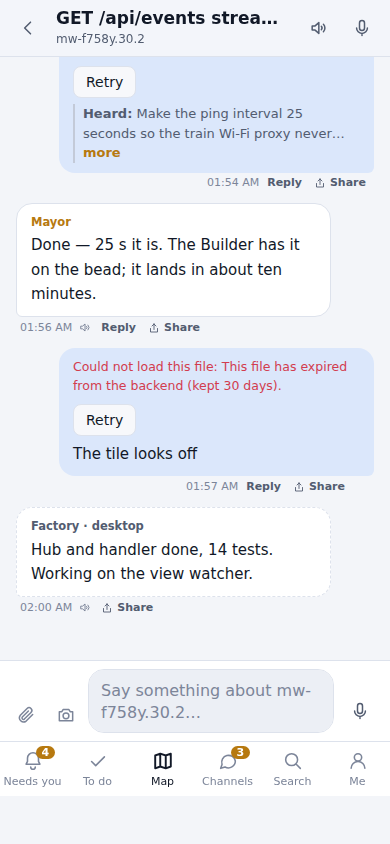 GET /api/events strea…
mw-f758y.30.2
Retry
Heard: Make the ping interval 25
seconds so the train Wi-Fi proxy never…
more
01:54 AM Reply Share
Mayor
Done — 25 s it is. The Builder has it
on the bead; it lands in about ten
minutes.
01:56 AM Reply Share
Could not load this file: This file has expired
from the backend (kept 30 days).
Retry
The tile looks off
01:57 AM Reply Share
Factory · desktop
Hub and handler done, 14 tests.
Working on the view watcher.
02:00 AM Share
Say something about mw-
f758y.30.2…
4 3
Needs you To do Map Channels Search Me